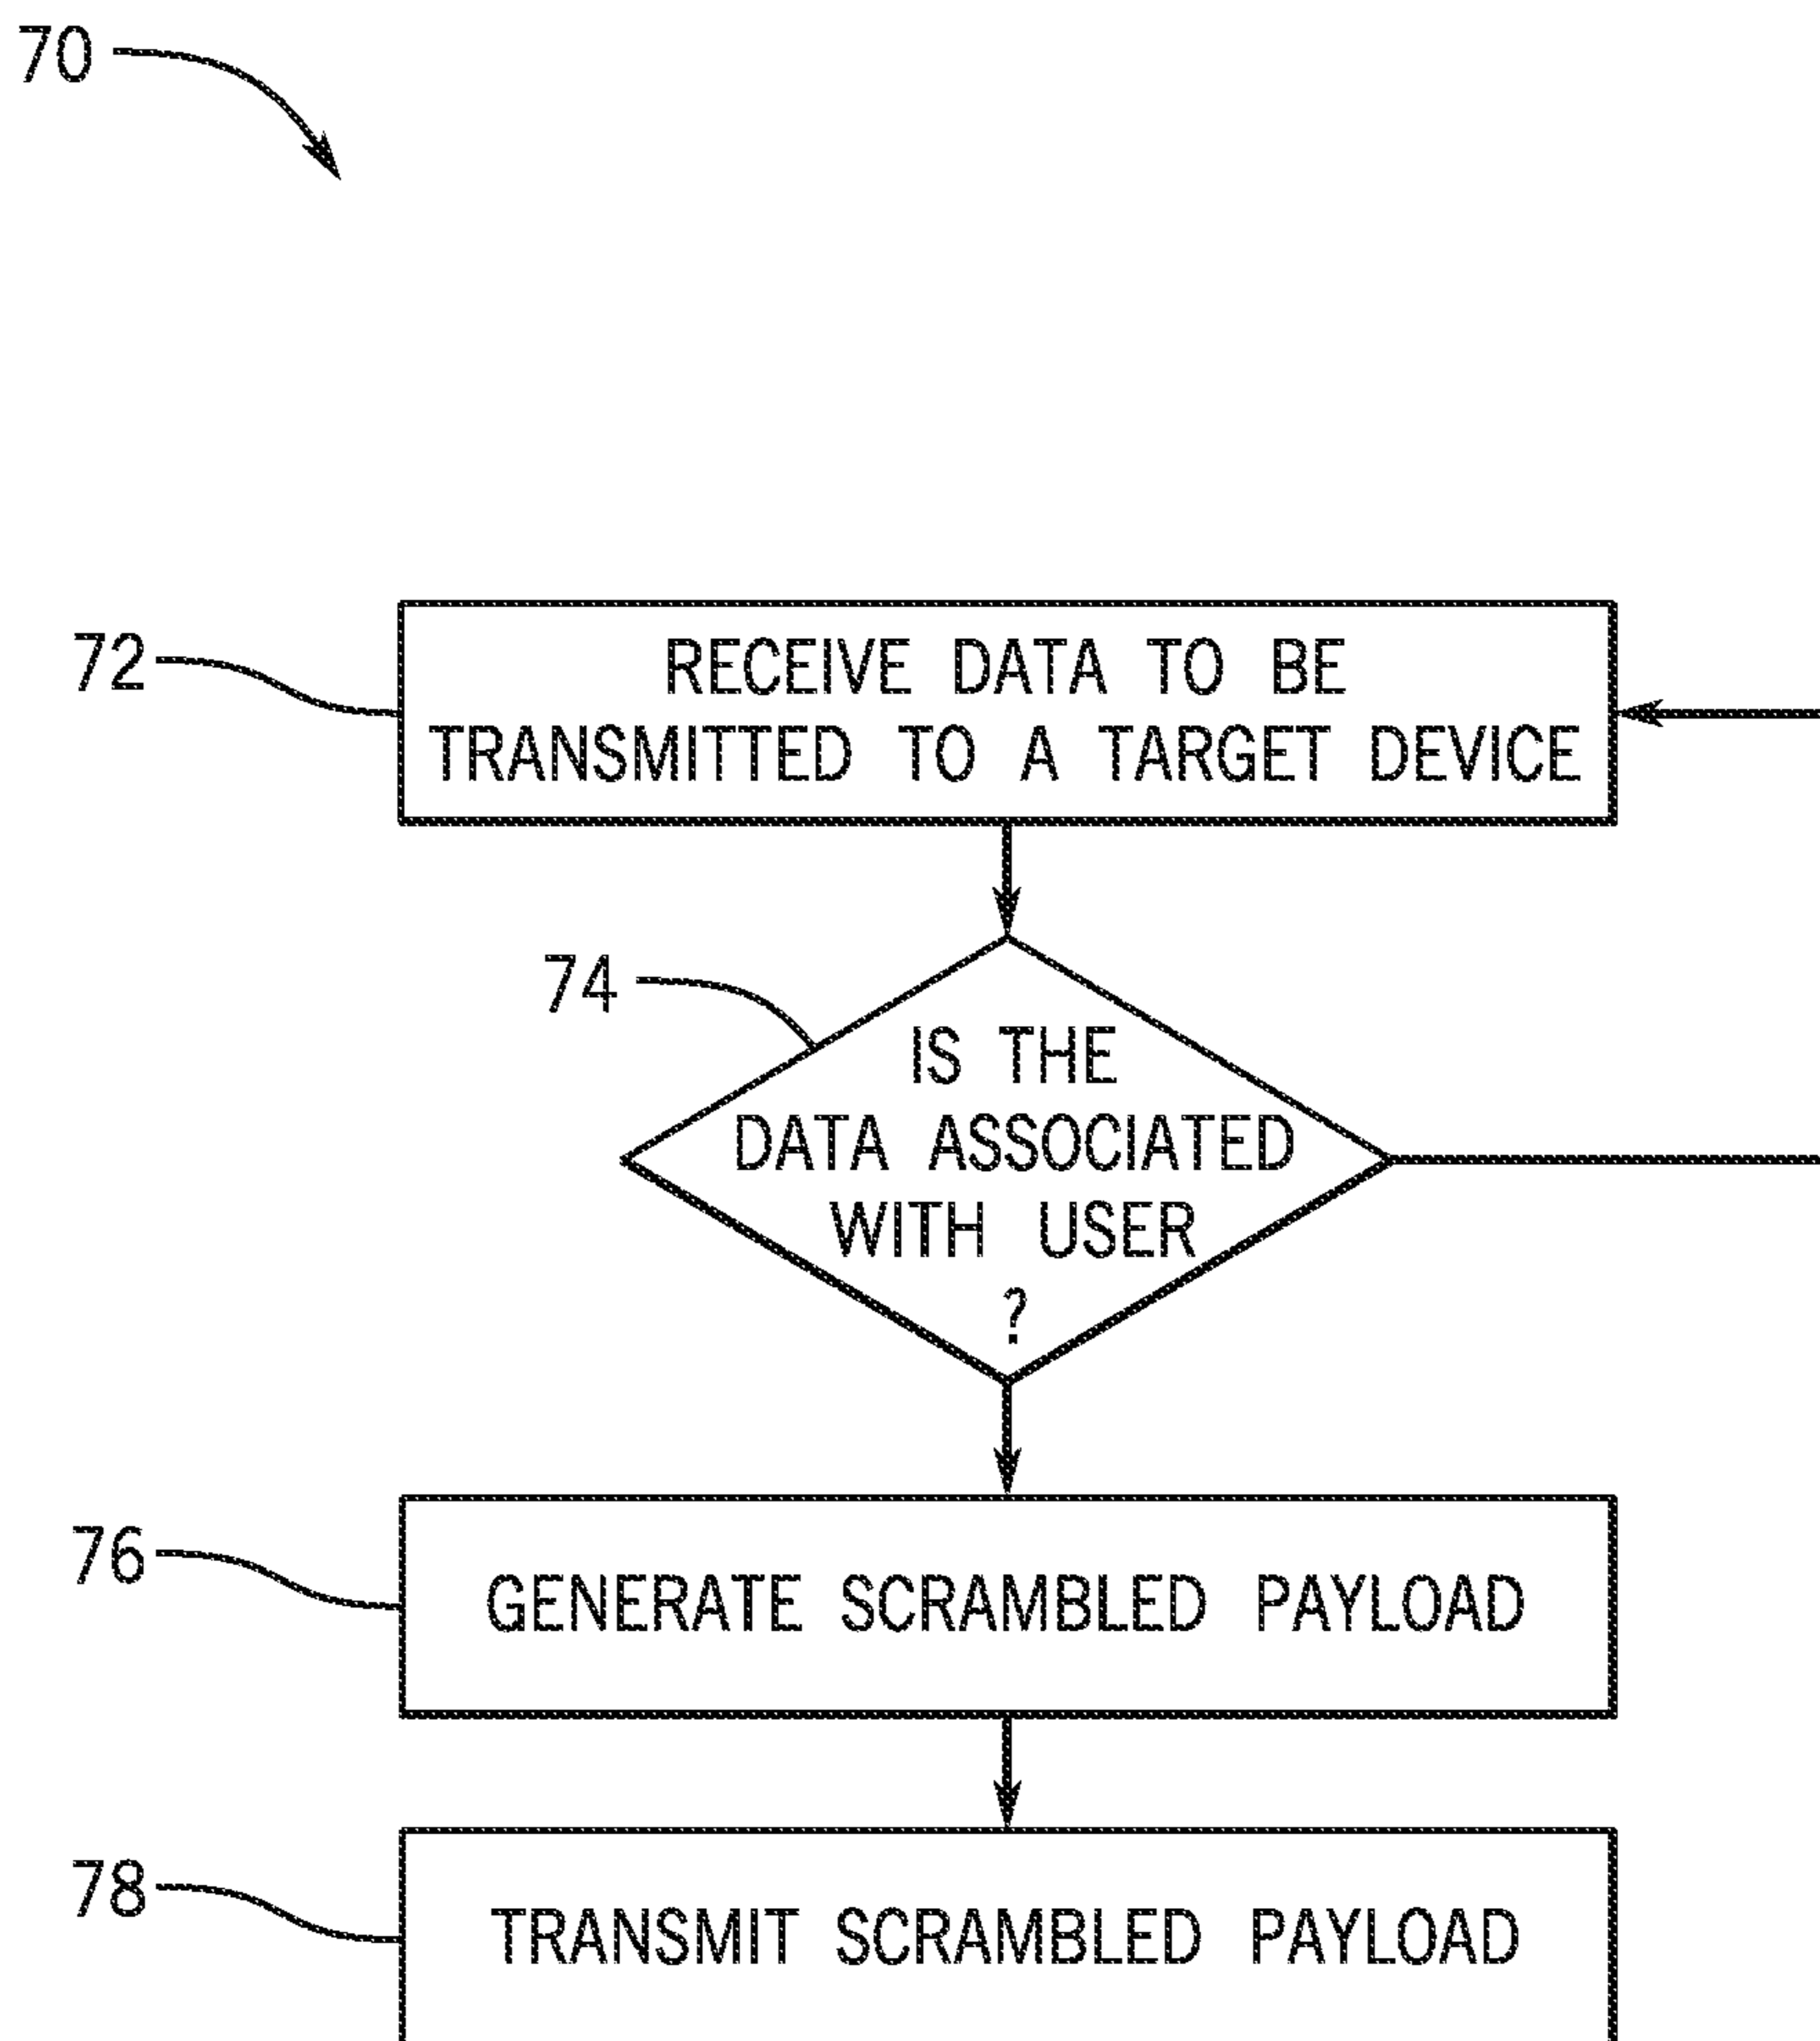 70
72
RECEIVE DATA TO BE
TRANSMITTED TO A TARGET DEVICE
74
IS THE
DATA ASSOCIATED
WITH USER
?
76
GENERATE SCRAMBLED PAYLOAD
78
TRANSMIT SCRAMBLED PAYLOAD